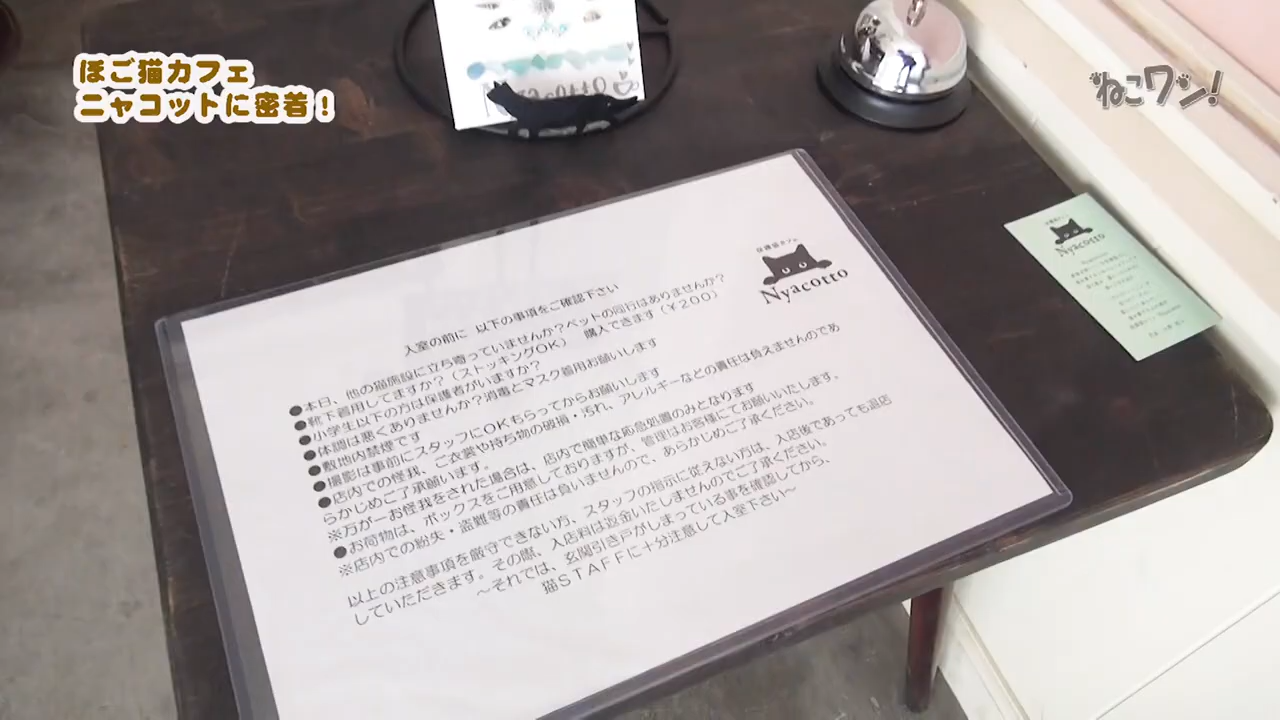 ほご猫カフェ
ニャコットに密着！
ねこワン！
保護猫カフェ
Nyacotto
入室の前に 以下の事項をご確認下さい
●本日、他の猫施設に立ち寄っていませんか？ペットの同行はありませんか？
●靴下着用してますか？（ストッキングOK） 購入できます（￥200）
●小学生以下の方は保護者がいますか？
●体調は悪くありませんか？消毒とマスク着用お願いします
●敷地内禁煙です
●撮影は事前にスタッフにOKもらってからお願いします
●店内での怪我、ご衣裳や持ち物の破損・汚れ、アレルギーなどの責任は負えませんのであ
らかじめご了承願います。
※万が一お怪我をされた場合は、店内で簡単な応急処置のみとなります
●お荷物は、ボックスをご用意しておりますが、管理はお客様にてお願いいたします。
※店内での紛失・盗難等の責任は負いませんので、あらかじめご了承ください。
以上の注意事項を厳守できない方、スタッフの指示に従えない方は、入店後であっても退店
していただきます。その際、入店料は返金いたしませんのでご了承ください。
～それでは、玄関引き戸がしまっている事を確認してから、
猫STAFFに十分注意して入室下さい～
Nyacotto